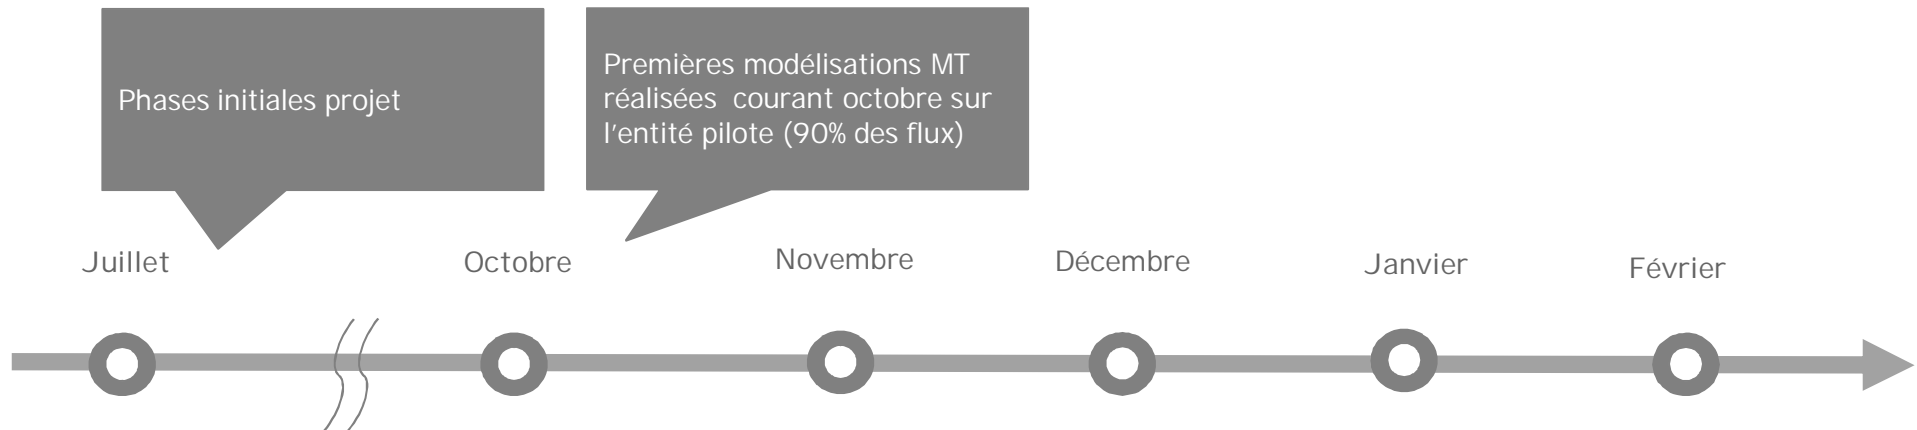 Phases initiales projet
Premières modélisations MT
réalisées  courant octobre sur
l'entité pilote (90% des flux)
Juillet
Octobre
Novembre
Décembre
Janvier
Février